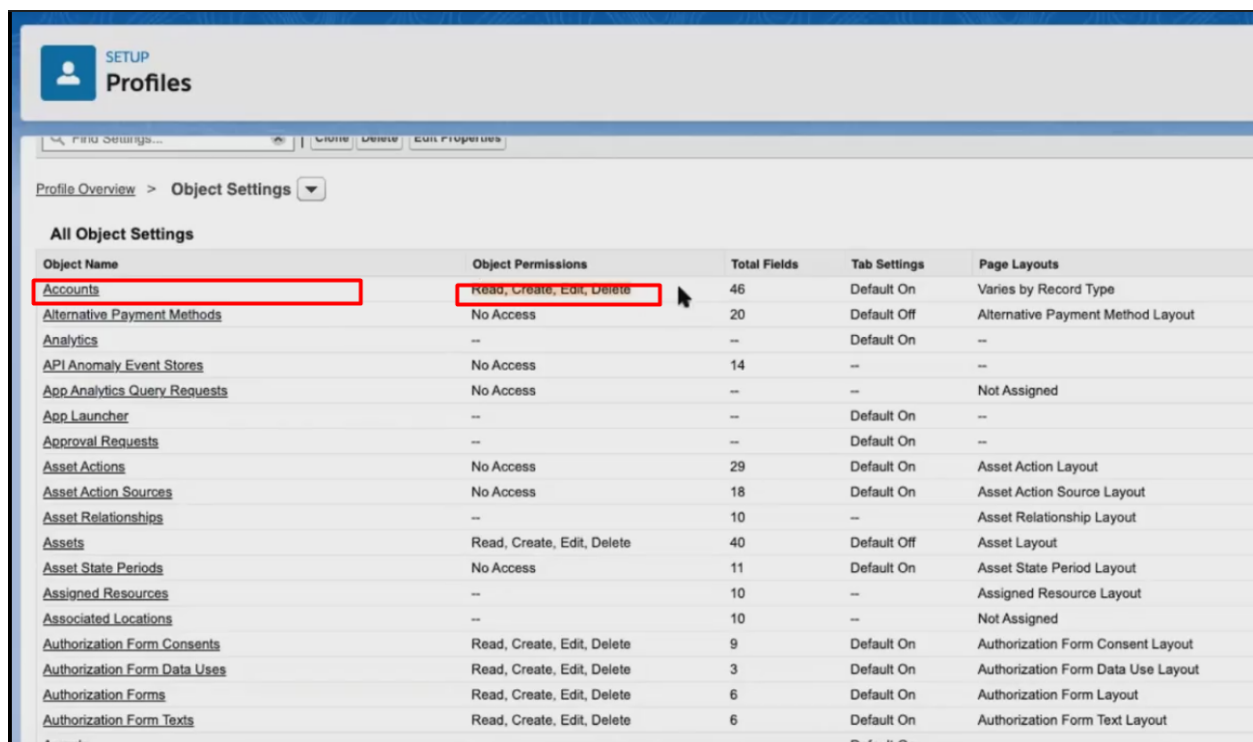 SETUP
Profiles
Find Settings... Clone Delete Edit Properties
Profile Overview > Object Settings
All Object Settings
Object Name Object Permissions Total Fields Tab Settings Page Layouts
Accounts Read, Create, Edit, Delete 46 Default On Varies by Record Type
Alternative Payment Methods No Access 20 Default Off Alternative Payment Method Layout
Analytics -- -- Default On --
API Anomaly Event Stores No Access 14 -- --
App Analytics Query Requests No Access -- -- Not Assigned
App Launcher -- -- Default On --
Approval Requests -- -- Default On --
Asset Actions No Access 29 Default On Asset Action Layout
Asset Action Sources No Access 18 Default On Asset Action Source Layout
Asset Relationships -- 10 -- Asset Relationship Layout
Assets Read, Create, Edit, Delete 40 Default Off Asset Layout
Asset State Periods No Access 11 Default On Asset State Period Layout
Assigned Resources -- 10 -- Assigned Resource Layout
Associated Locations -- 10 -- Not Assigned
Authorization Form Consents Read, Create, Edit, Delete 9 Default On Authorization Form Consent Layout
Authorization Form Data Uses Read, Create, Edit, Delete 3 Default On Authorization Form Data Use Layout
Authorization Forms Read, Create, Edit, Delete 6 Default On Authorization Form Layout
Authorization Form Texts Read, Create, Edit, Delete 6 Default On Authorization Form Text Layout